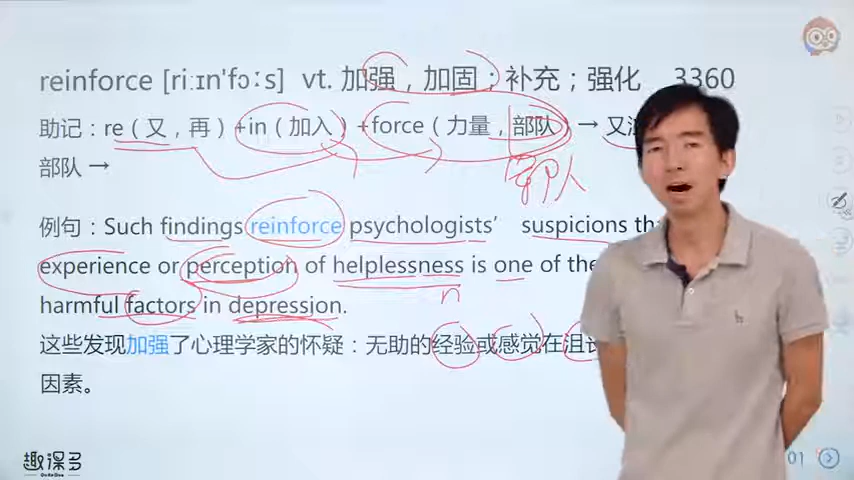 reinforce [riːɪn'fɔːs] vt. 加强，加固；补充；强化 3360
助记：re（又，再）+in（加入）+force（力量，部队）→ 又
部队 →
部队
例句：Such findings reinforce psychologists' suspicions
experience or perception of helplessness is one of the
n
harmful factors in depression.
这些发现加强了心理学家的怀疑：无助的经验或感觉在沮
因素。
趣课多
01